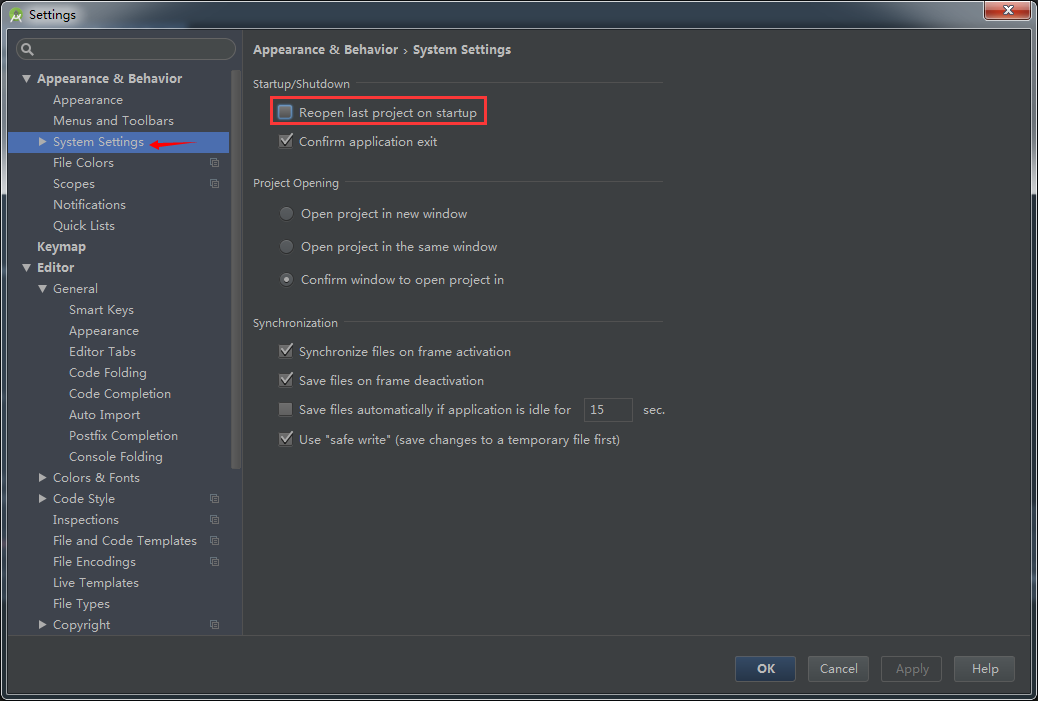 Settings
Appearance & Behavior
Appearance
Menus and Toolbars
System Settings
File Colors
Scopes
Notifications
Quick Lists
Keymap
Editor
General
Smart Keys
Appearance
Editor Tabs
Code Folding
Code Completion
Auto Import
Postfix Completion
Console Folding
Colors & Fonts
Code Style
Inspections
File and Code Templates
File Encodings
Live Templates
File Types
Copyright
Appearance & Behavior › System Settings
Startup/Shutdown
Reopen last project on startup
Confirm application exit
Project Opening
Open project in new window
Open project in the same window
Confirm window to open project in
Synchronization
Synchronize files on frame activation
Save files on frame deactivation
Save files automatically if application is idle for 15 sec.
Use "safe write" (save changes to a temporary file first)
OK Cancel Apply Help